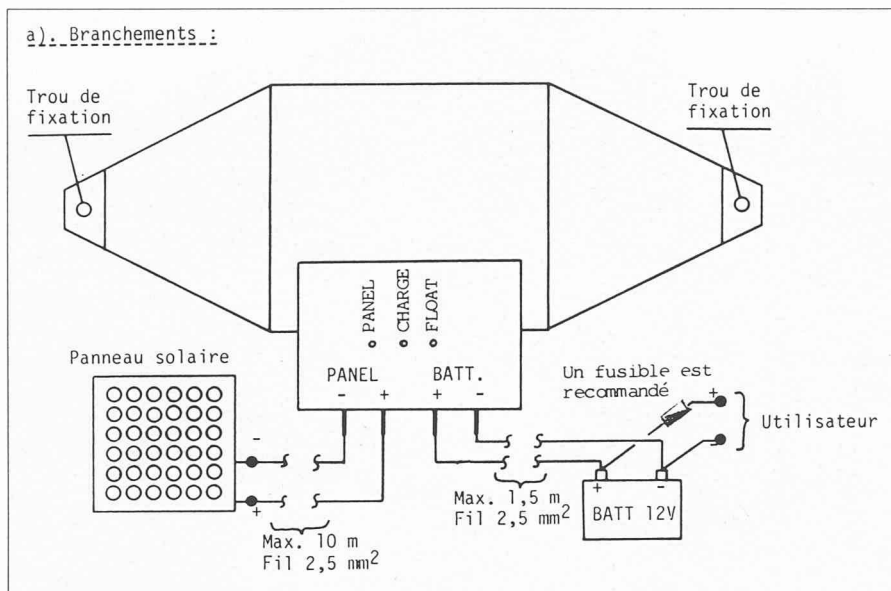 a). Branchements :
Trou de
fixation
Trou de
fixation
PANEL
CHARGE
FLOAT
Panneau solaire
PANEL
BATT.
- + + -
Un fusible est
recommandé
+
-
Utilisateur
-
+
Max. 10 m
Fil 2,5 mm²
Max. 1,5 m
Fil 2,5 mm²
+ -
BATT 12V